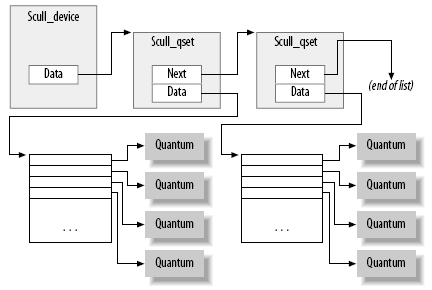 Scull_device
Scull_qset
Scull_qset
Data
Next
Data
Next
Data
(end of list)
Quantum
Quantum
Quantum
Quantum
. . .
Quantum
Quantum
Quantum
Quantum
. . .